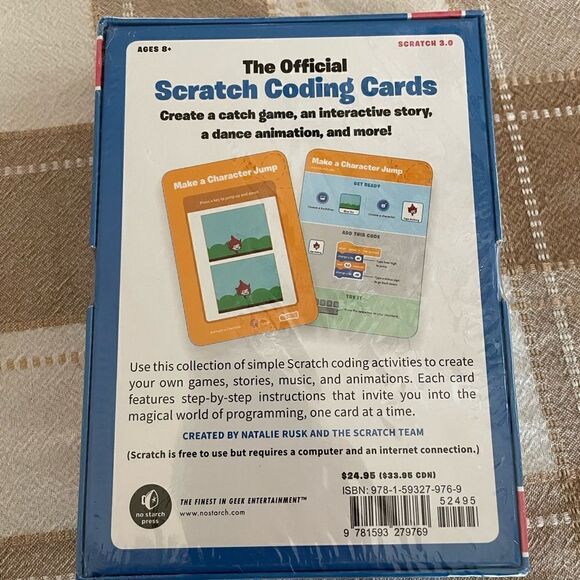 AGES 8+
SCRATCH 3.0
The Official
Scratch Coding Cards
Create a catch game, an interactive story,
a dance animation, and more!
Make a Character Jump
Press a key to jump up and down.
Make a Character Jump
GET READY
Choose a backdrop.
Choose a character.
ADD THIS CODE
TRY IT
Use this collection of simple Scratch coding activities to create
your own games, stories, music, and animations. Each card
features step-by-step instructions that invite you into the
magical world of programming, one card at a time.
CREATED BY NATALIE RUSK AND THE SCRATCH TEAM
(Scratch is free to use but requires a computer and an internet connection.)
$24.95 ($33.95 CDN)
ISBN: 978-1-59327-976-9
52495
9 781593 279769
no starch
press
THE FINEST IN GEEK ENTERTAINMENT™
www.nostarch.com